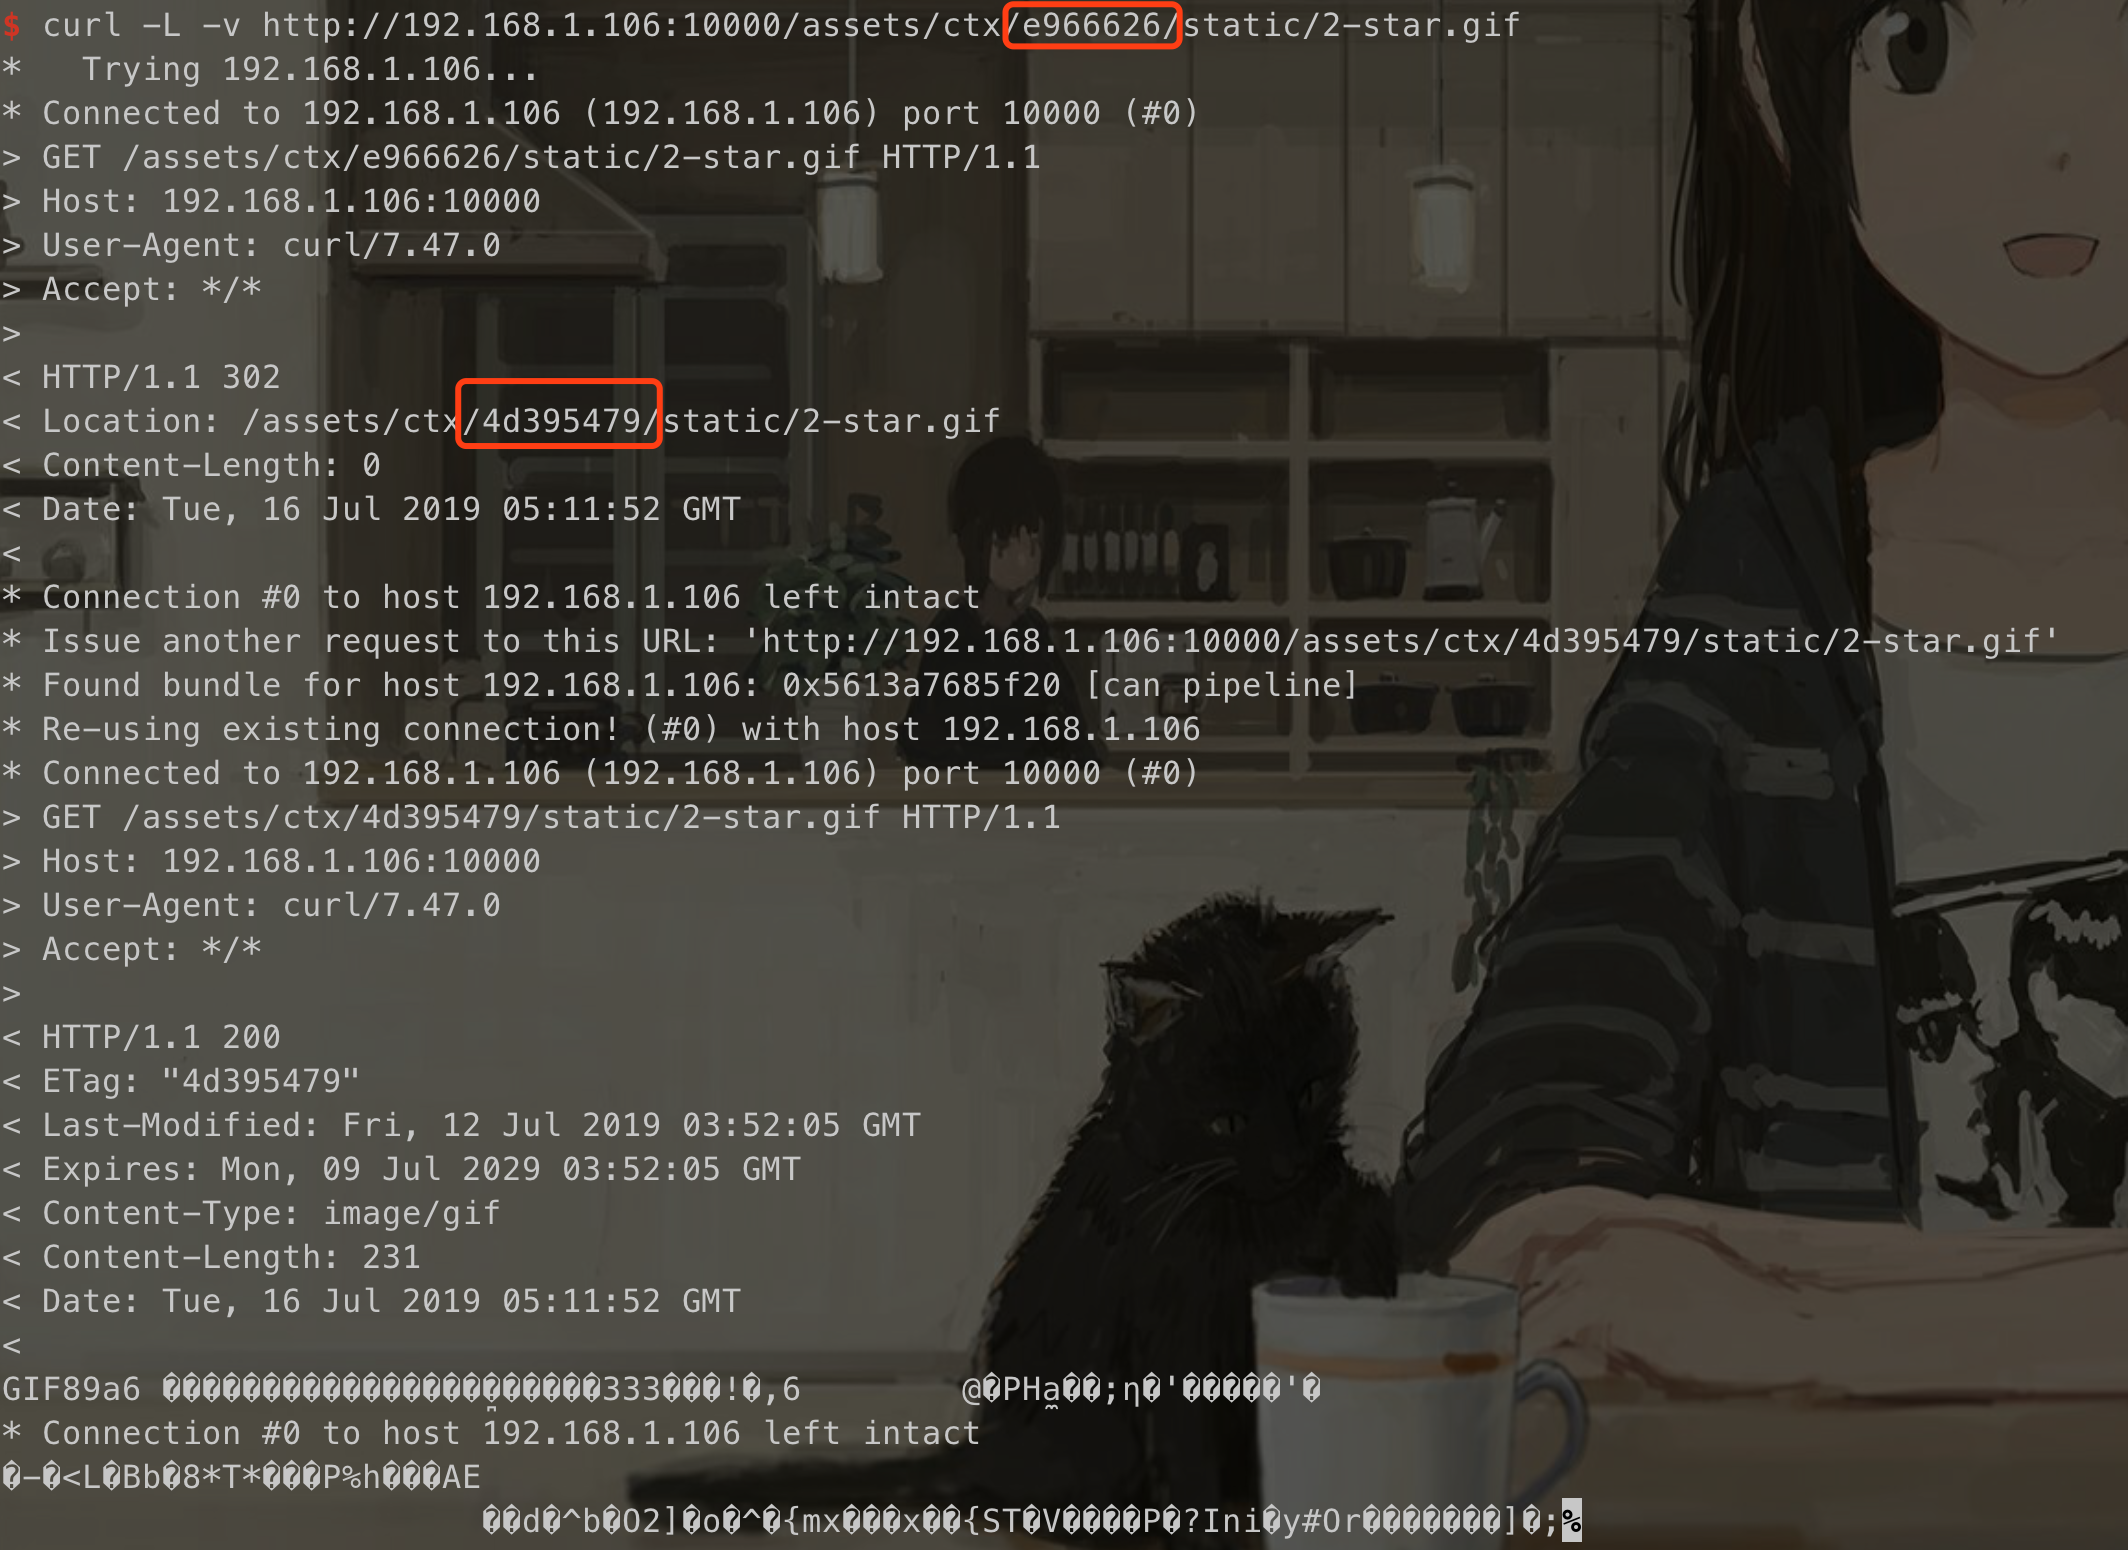 $ curl -L -v http://192.168.1.106:10000/assets/ctx/e966626/static/2-star.gif
*   Trying 192.168.1.106...
* Connected to 192.168.1.106 (192.168.1.106) port 10000 (#0)
> GET /assets/ctx/e966626/static/2-star.gif HTTP/1.1
> Host: 192.168.1.106:10000
> User-Agent: curl/7.47.0
> Accept: */*
>
< HTTP/1.1 302
< Location: /assets/ctx/4d395479/static/2-star.gif
< Content-Length: 0
< Date: Tue, 16 Jul 2019 05:11:52 GMT
<
* Connection #0 to host 192.168.1.106 left intact
* Issue another request to this URL: 'http://192.168.1.106:10000/assets/ctx/4d395479/static/2-star.gif'
* Found bundle for host 192.168.1.106: 0x5613a7685f20 [can pipeline]
* Re-using existing connection! (#0) with host 192.168.1.106
* Connected to 192.168.1.106 (192.168.1.106) port 10000 (#0)
> GET /assets/ctx/4d395479/static/2-star.gif HTTP/1.1
> Host: 192.168.1.106:10000
> User-Agent: curl/7.47.0
> Accept: */*
>
< HTTP/1.1 200
< ETag: "4d395479"
< Last-Modified: Fri, 12 Jul 2019 03:52:05 GMT
< Expires: Mon, 09 Jul 2029 03:52:05 GMT
< Content-Type: image/gif
< Content-Length: 231
< Date: Tue, 16 Jul 2019 05:11:52 GMT
<
GIF89a6 ����������������������333���!�,6 @�PHa��;η�'�����'�
* Connection #0 to host 192.168.1.106 left intact
�-�<L�Bb�8*T*���P%h���AE
��d�^b�O2]�o�^�{mx���x��{ST�V����P�?Ini�y#Or�������]�;%